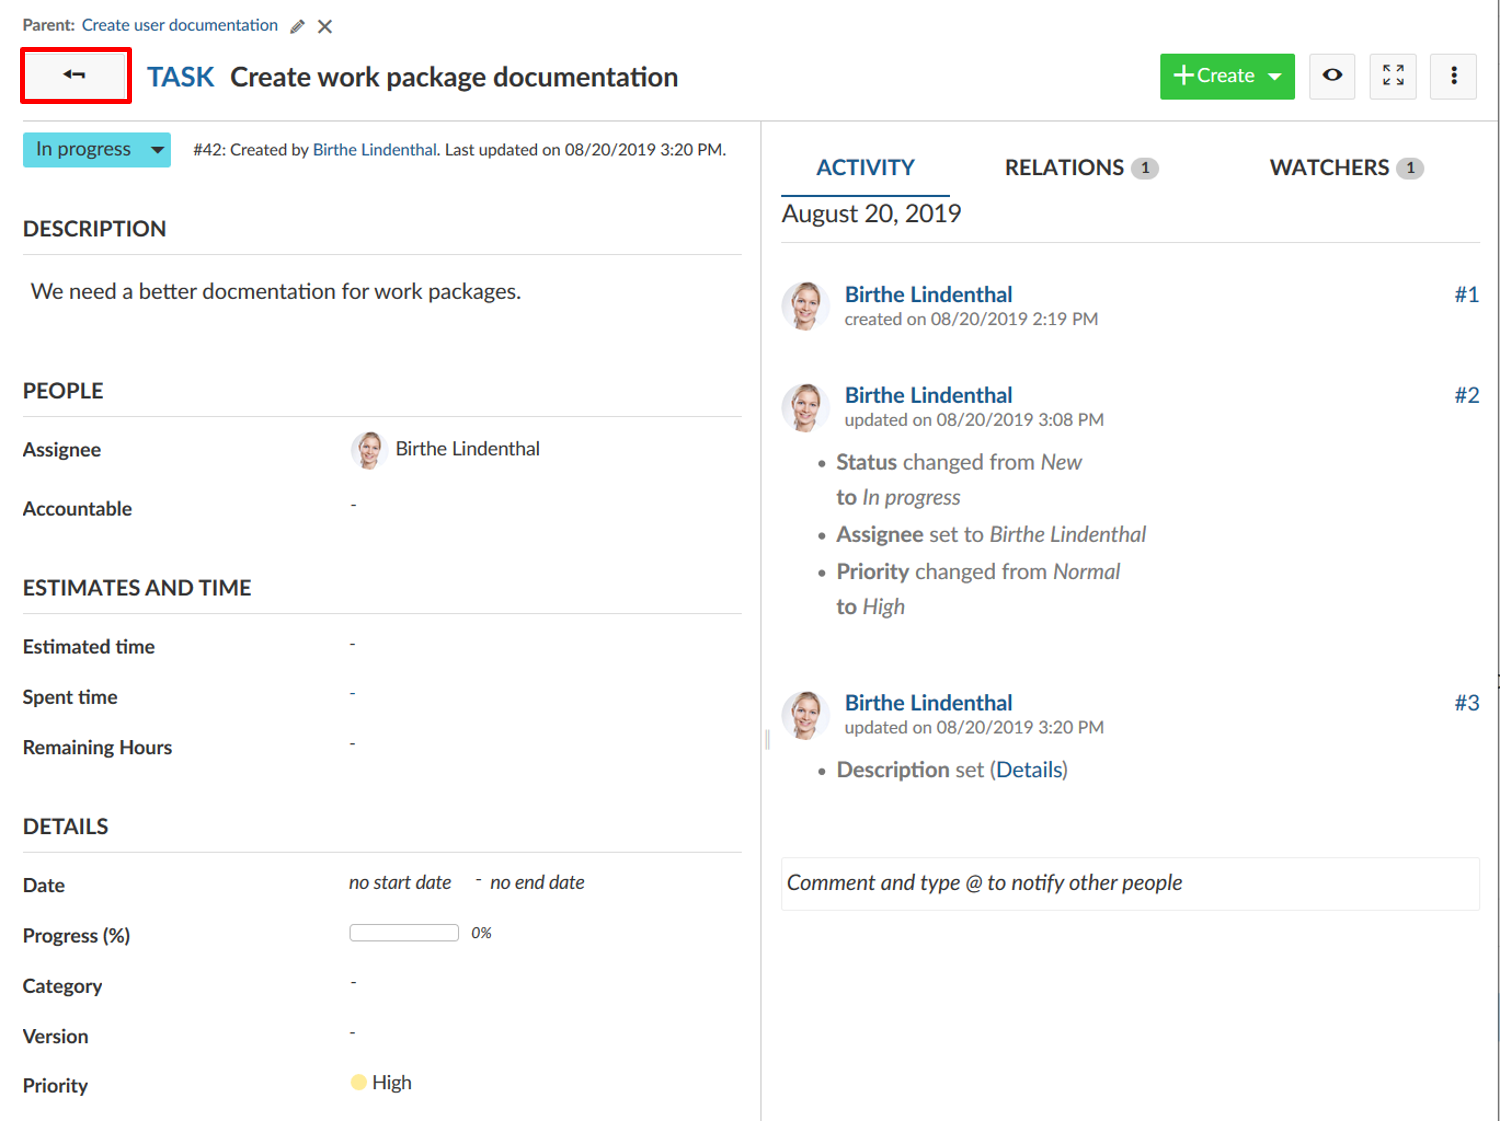 Parent: Create user documentation
TASK Create work package documentation
Create
In progress
#42: Created by Birthe Lindenthal. Last updated on 08/20/2019 3:20 PM.
DESCRIPTION
We need a better docmentation for work packages.
PEOPLE
Assignee Birthe Lindenthal
Accountable -
ESTIMATES AND TIME
Estimated time -
Spent time -
Remaining Hours -
DETAILS
Date no start date - no end date
Progress (%) 0%
Category -
Version -
Priority High
ACTIVITY RELATIONS 1 WATCHERS 1
August 20, 2019
Birthe Lindenthal #1
created on 08/20/2019 2:19 PM
Birthe Lindenthal #2
updated on 08/20/2019 3:08 PM
• Status changed from New
to In progress
• Assignee set to Birthe Lindenthal
• Priority changed from Normal
to High
Birthe Lindenthal #3
updated on 08/20/2019 3:20 PM
• Description set (Details)
Comment and type @ to notify other people